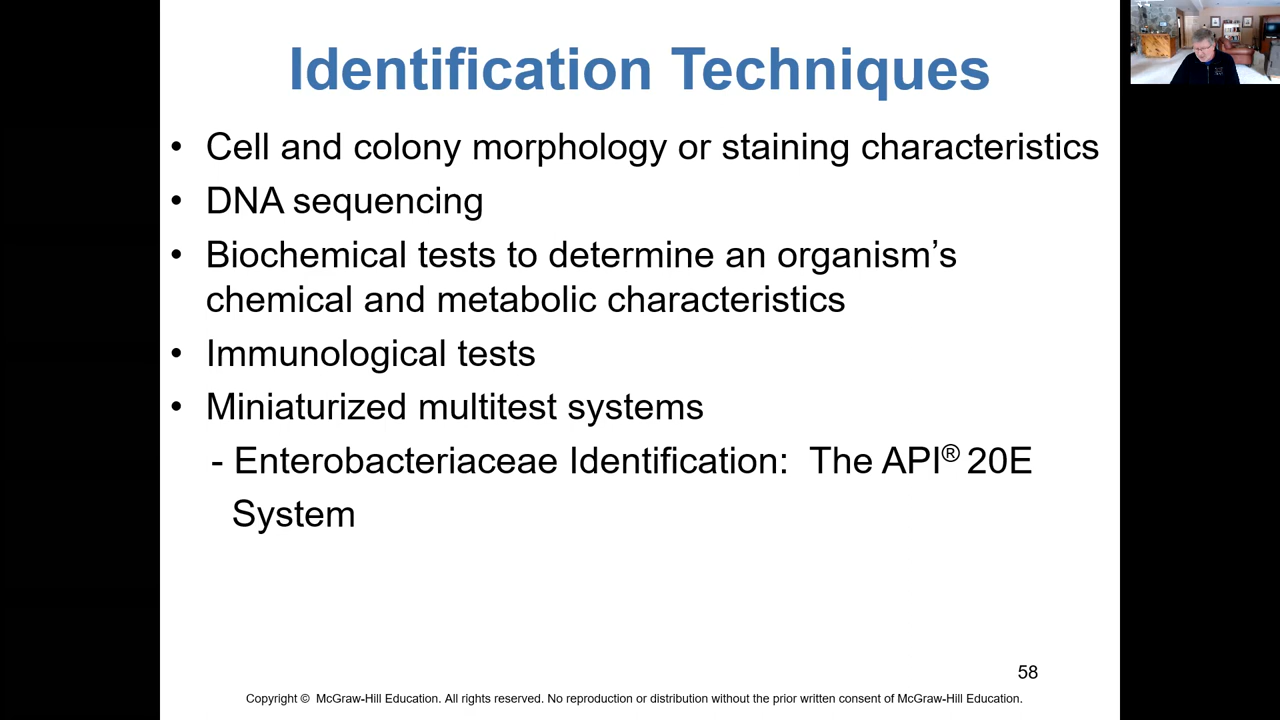 Identification Techniques
• Cell and colony morphology or staining characteristics
• DNA sequencing
• Biochemical tests to determine an organism’s
chemical and metabolic characteristics
• Immunological tests
• Miniaturized multitest systems
- Enterobacteriaceae Identification:  The API® 20E
System
58
Copyright ©  McGraw-Hill Education. All rights reserved. No reproduction or distribution without the prior written consent of McGraw-Hill Education.